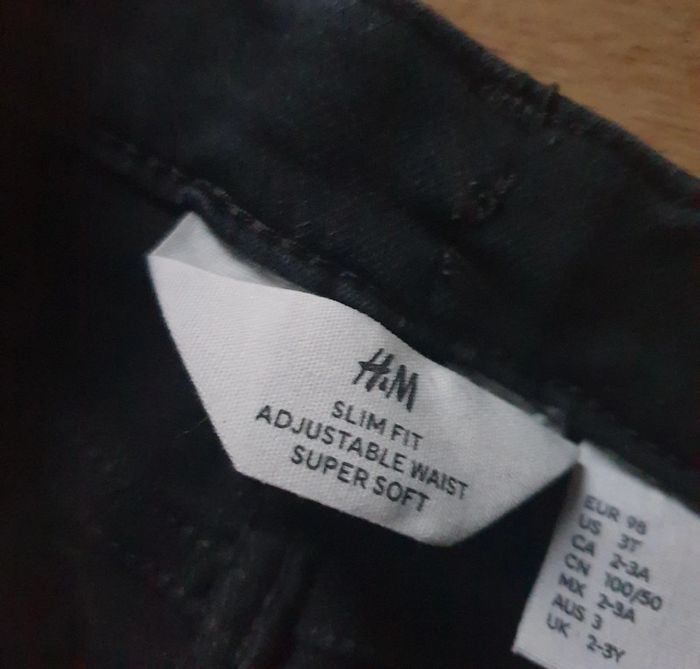 H&M
SLIM FIT
ADJUSTABLE WAIST
SUPER SOFT
EUR 98
US 3T
CA 2-3A
CN 100/50
MX 2-3A
AUS 3
UK 2-3Y